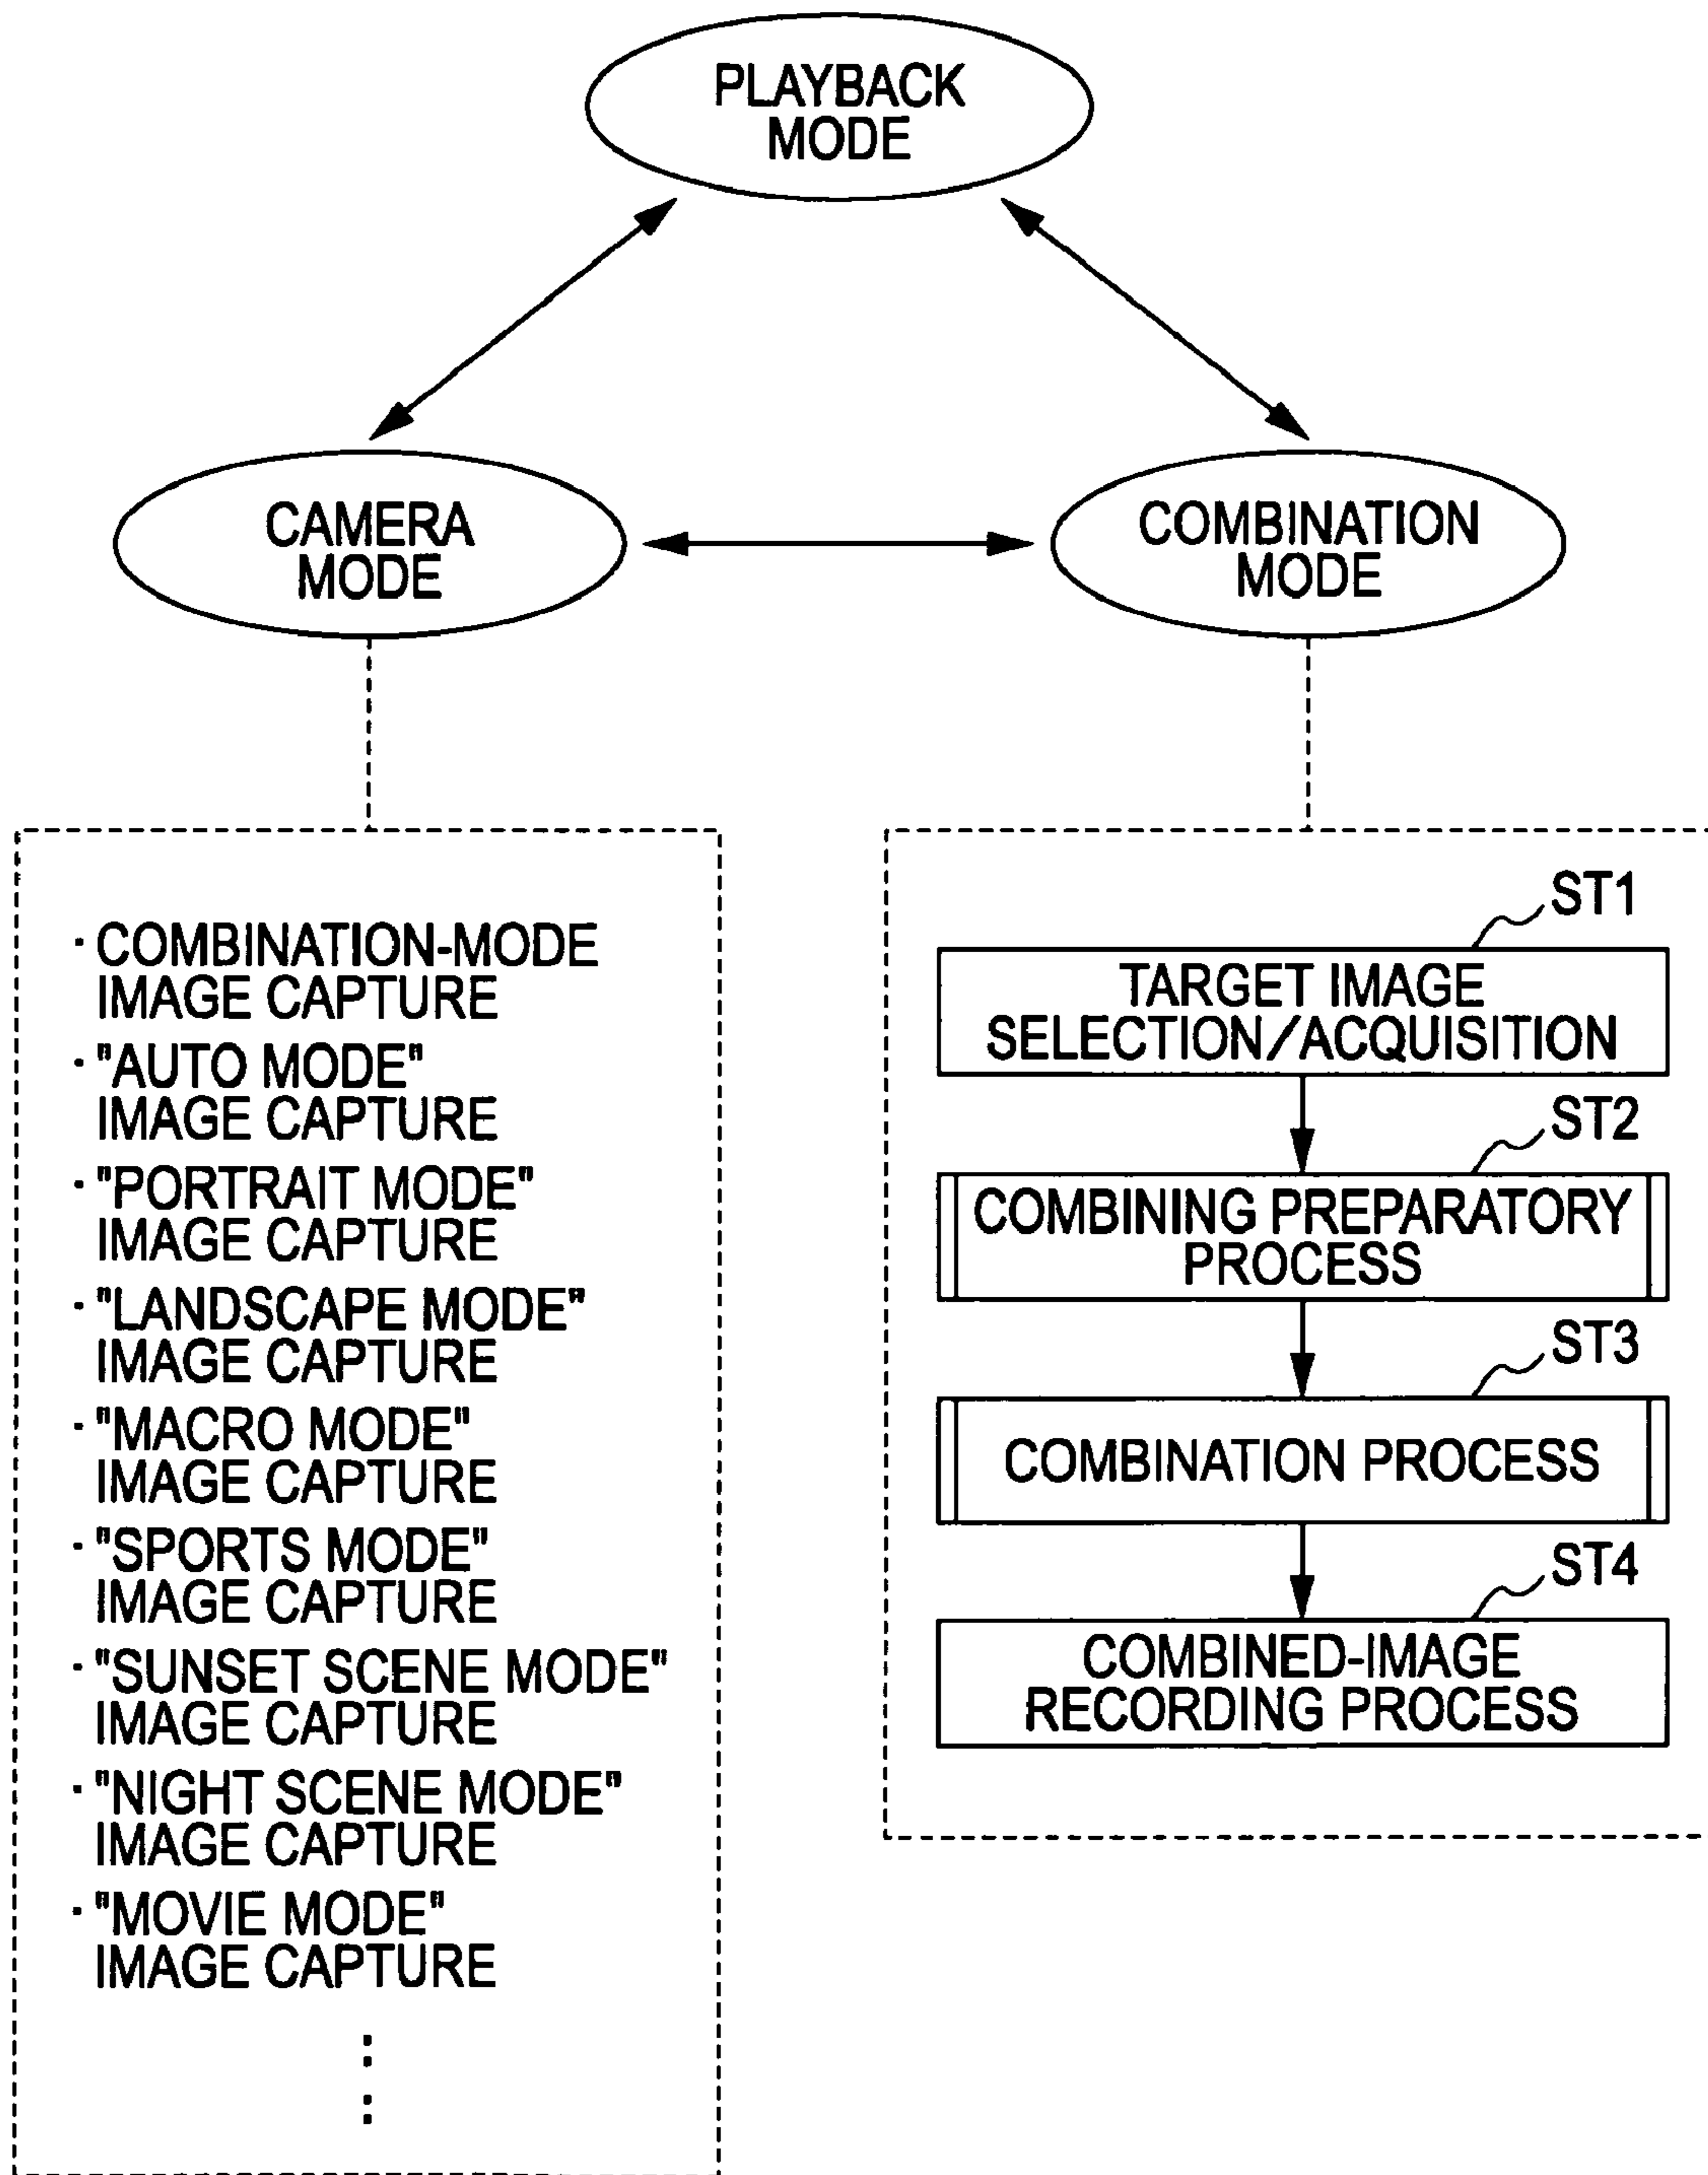 PLAYBACK
MODE
CAMERA
MODE
COMBINATION
MODE
· COMBINATION-MODE
IMAGE CAPTURE
· "AUTO MODE"
IMAGE CAPTURE
· "PORTRAIT MODE"
IMAGE CAPTURE
· "LANDSCAPE MODE"
IMAGE CAPTURE
· "MACRO MODE"
IMAGE CAPTURE
· "SPORTS MODE"
IMAGE CAPTURE
· "SUNSET SCENE MODE"
IMAGE CAPTURE
· "NIGHT SCENE MODE"
IMAGE CAPTURE
· "MOVIE MODE"
IMAGE CAPTURE
ST1
TARGET IMAGE
SELECTION/ACQUISITION
ST2
COMBINING PREPARATORY
PROCESS
ST3
COMBINATION PROCESS
ST4
COMBINED-IMAGE
RECORDING PROCESS